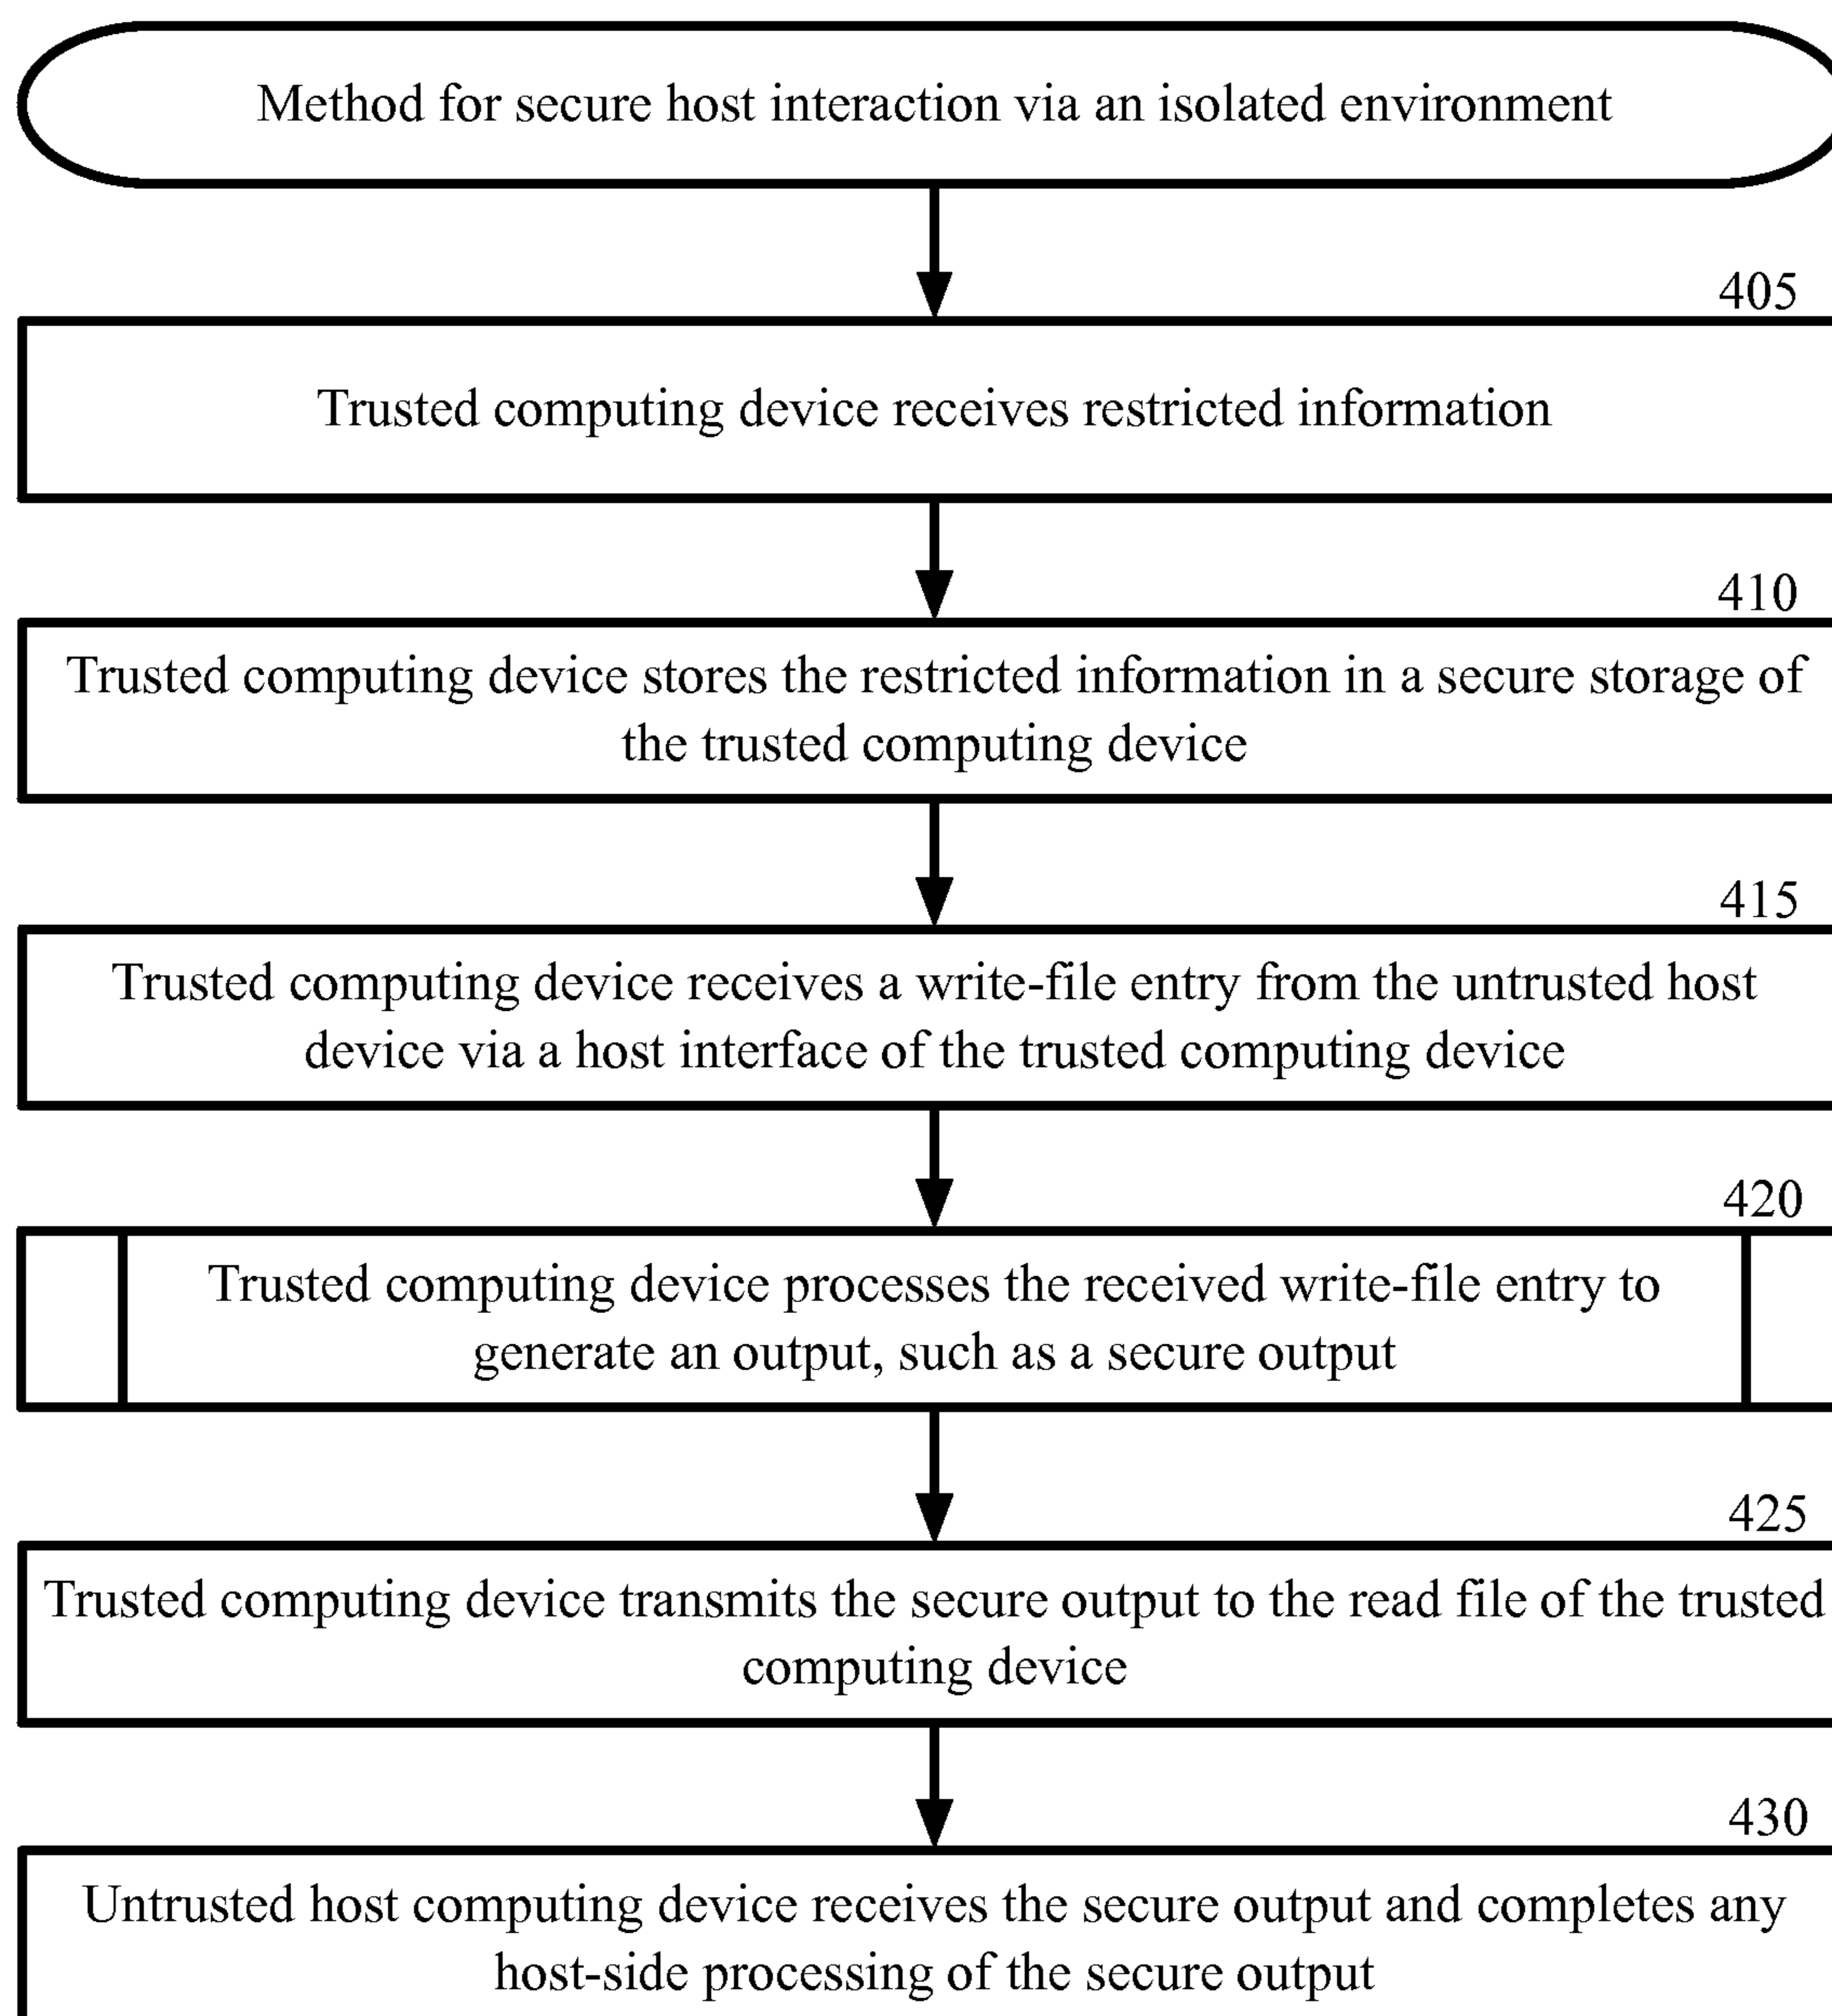 Method for secure host interaction via an isolated environment
405
Trusted computing device receives restricted information
410
Trusted computing device stores the restricted information in a secure storage of
the trusted computing device
415
Trusted computing device receives a write-file entry from the untrusted host
device via a host interface of the trusted computing device
420
Trusted computing device processes the received write-file entry to
generate an output, such as a secure output
425
Trusted computing device transmits the secure output to the read file of the trusted
computing device
430
Untrusted host computing device receives the secure output and completes any
host-side processing of the secure output